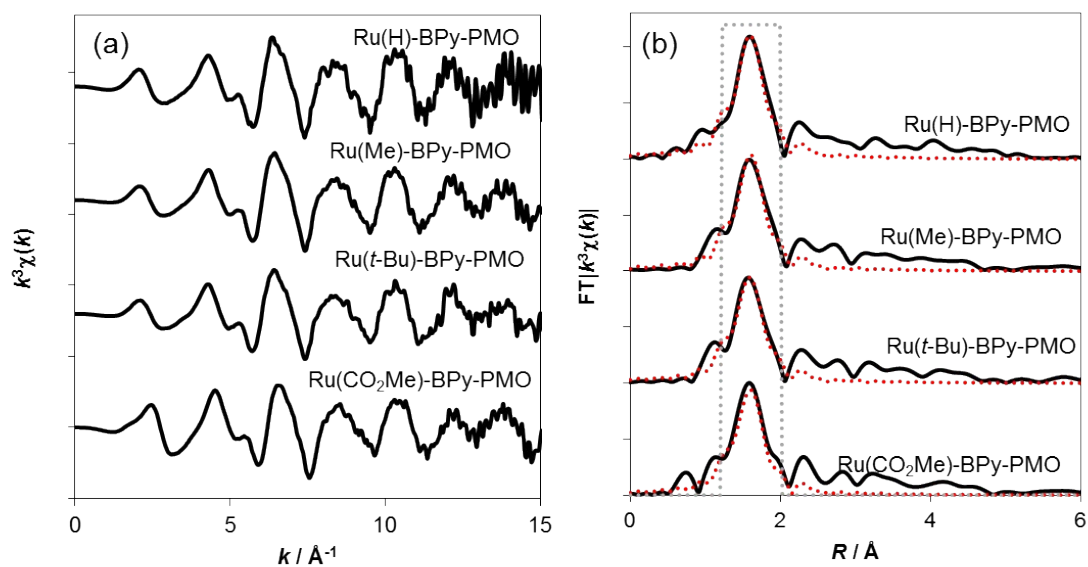 (a)
Ru(H)-BPy-PMO
Ru(Me)-BPy-PMO
Ru(t-Bu)-BPy-PMO
Ru(CO₂Me)-BPy-PMO
k³χ(k)
0 5 10 15
k / Å⁻¹
(b)
Ru(H)-BPy-PMO
Ru(Me)-BPy-PMO
Ru(t-Bu)-BPy-PMO
Ru(CO₂Me)-BPy-PMO
FT|k³χ(k)|
0 2 4 6
R / Å